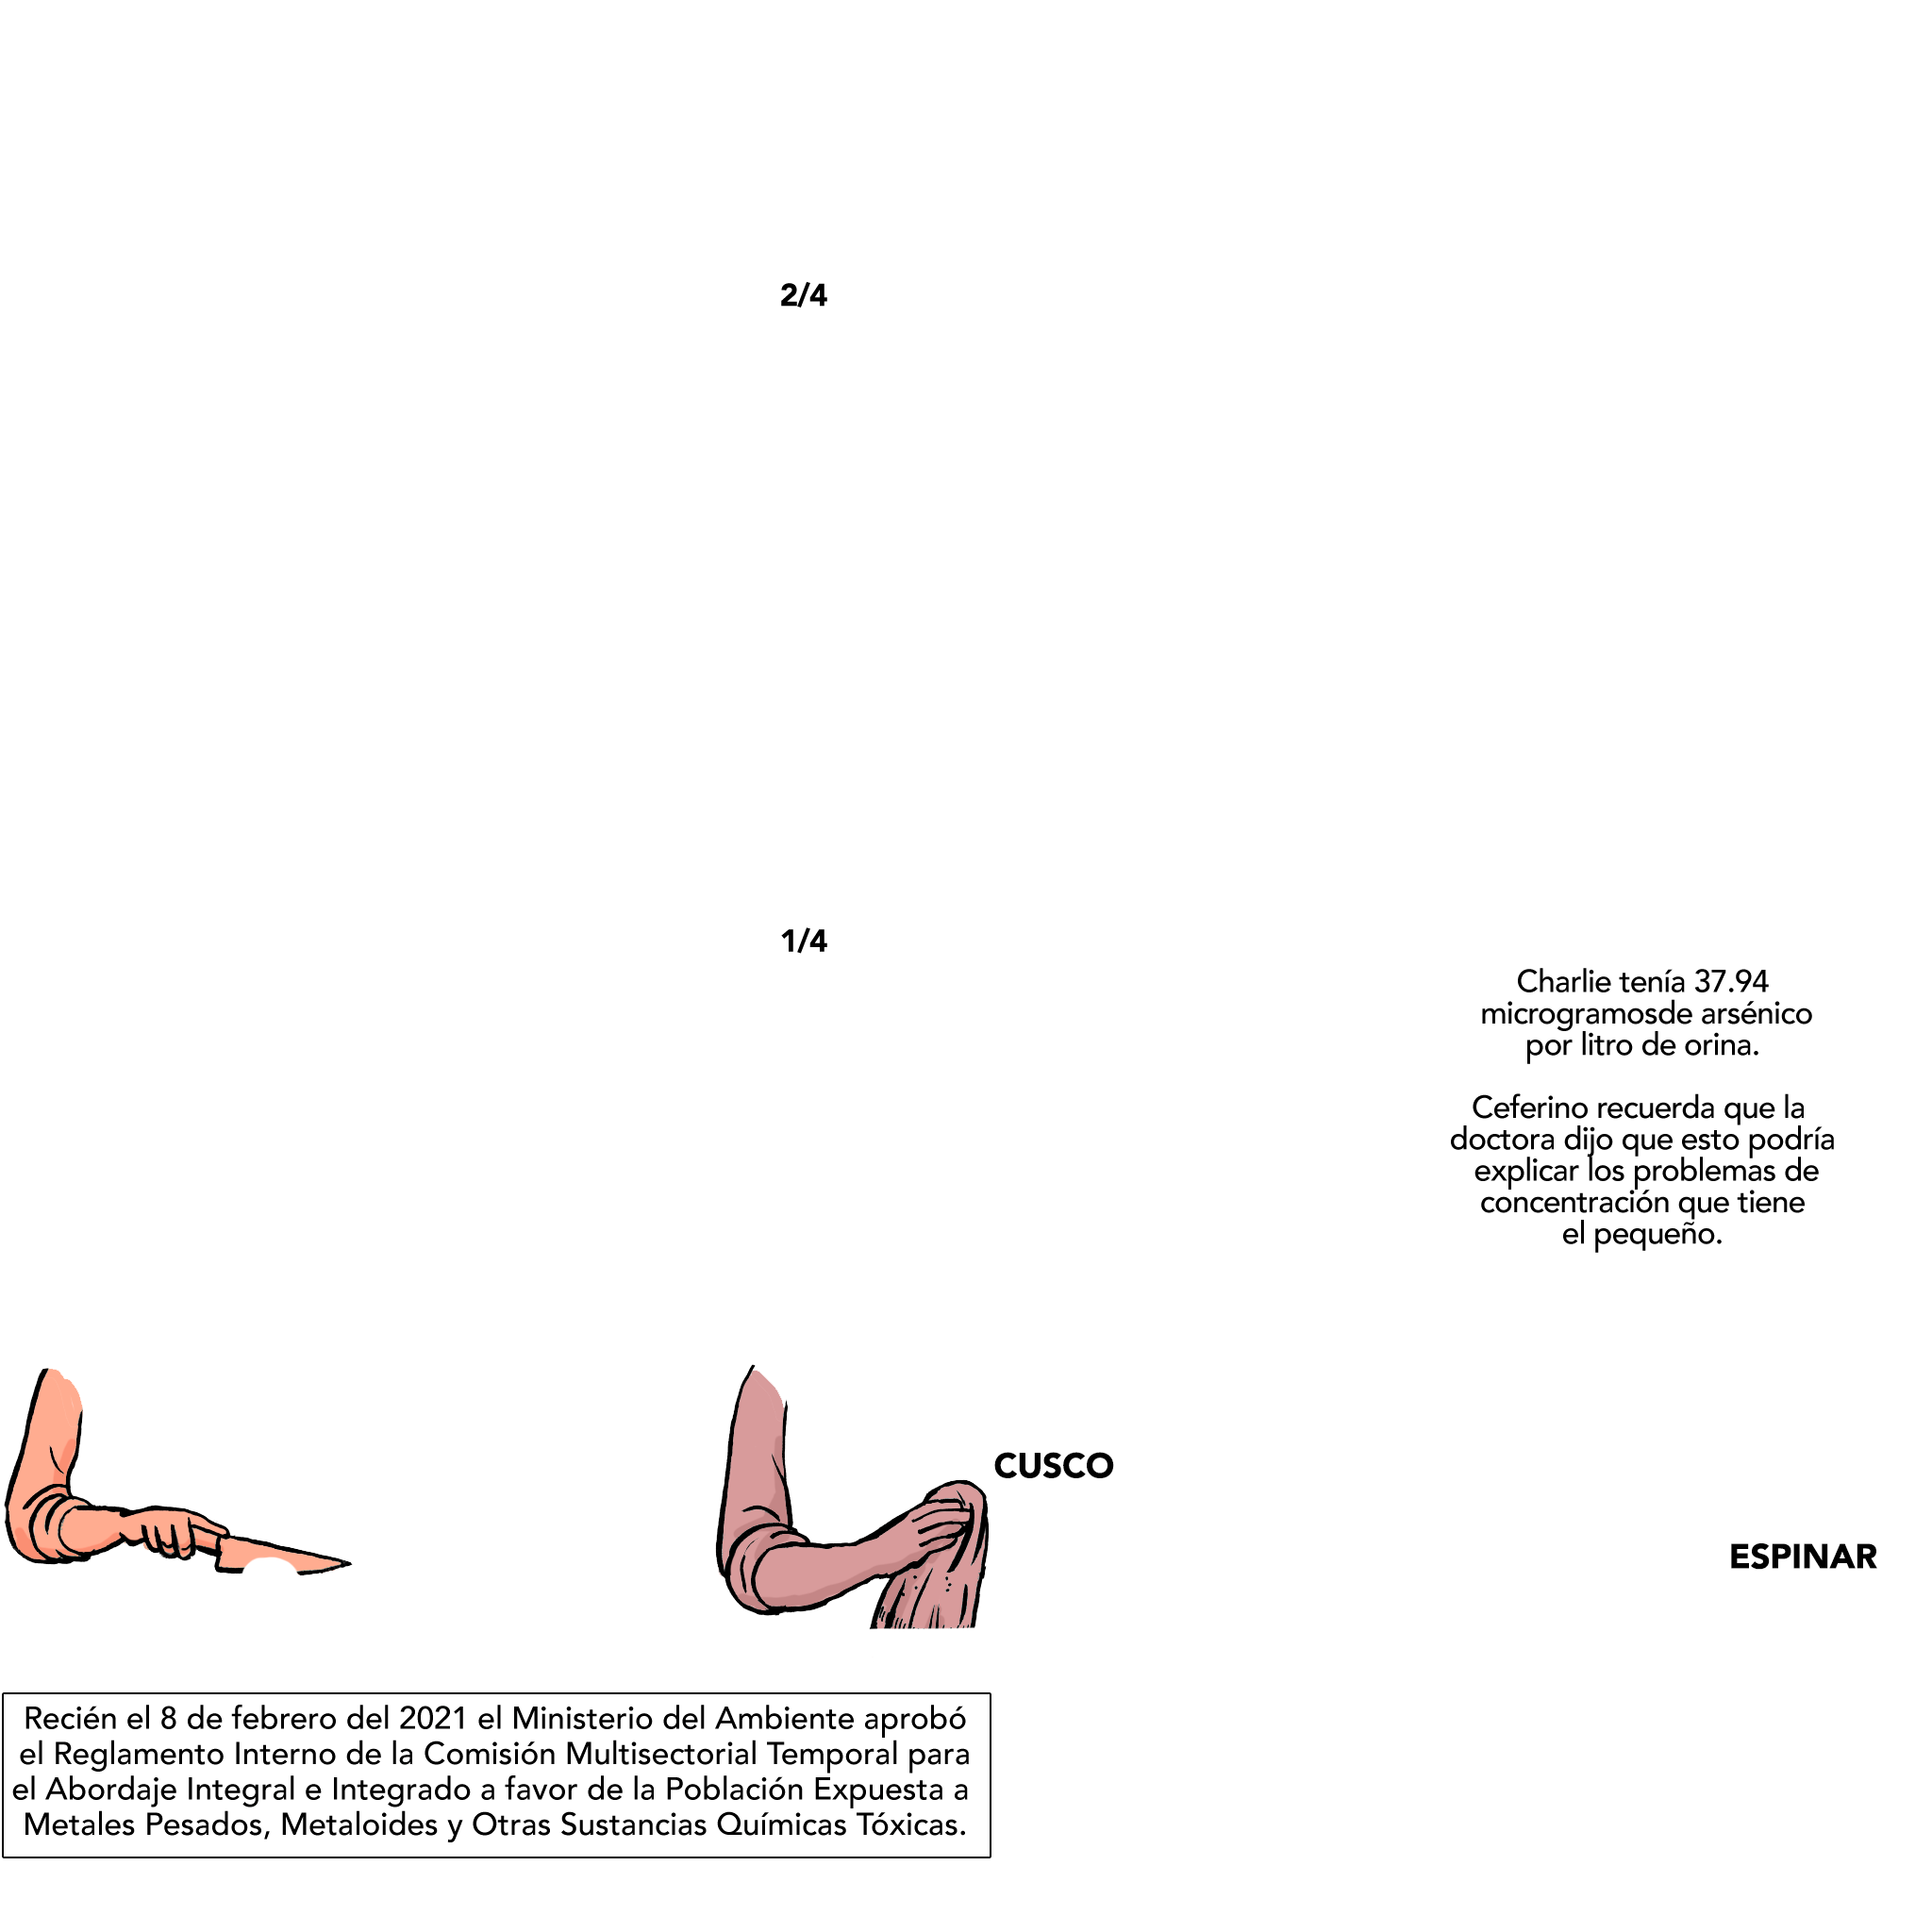 2/4
1/4
Charlie tenía 37.94
microgramosde arsénico
por litro de orina.
Ceferino recuerda que la
doctora dijo que esto podría
explicar los problemas de
concentración que tiene
el pequeño.
CUSCO
ESPINAR
Recién el 8 de febrero del 2021 el Ministerio del Ambiente aprobó
el Reglamento Interno de la Comisión Multisectorial Temporal para
el Abordaje Integral e Integrado a favor de la Población Expuesta a
Metales Pesados, Metaloides y Otras Sustancias Químicas Tóxicas.